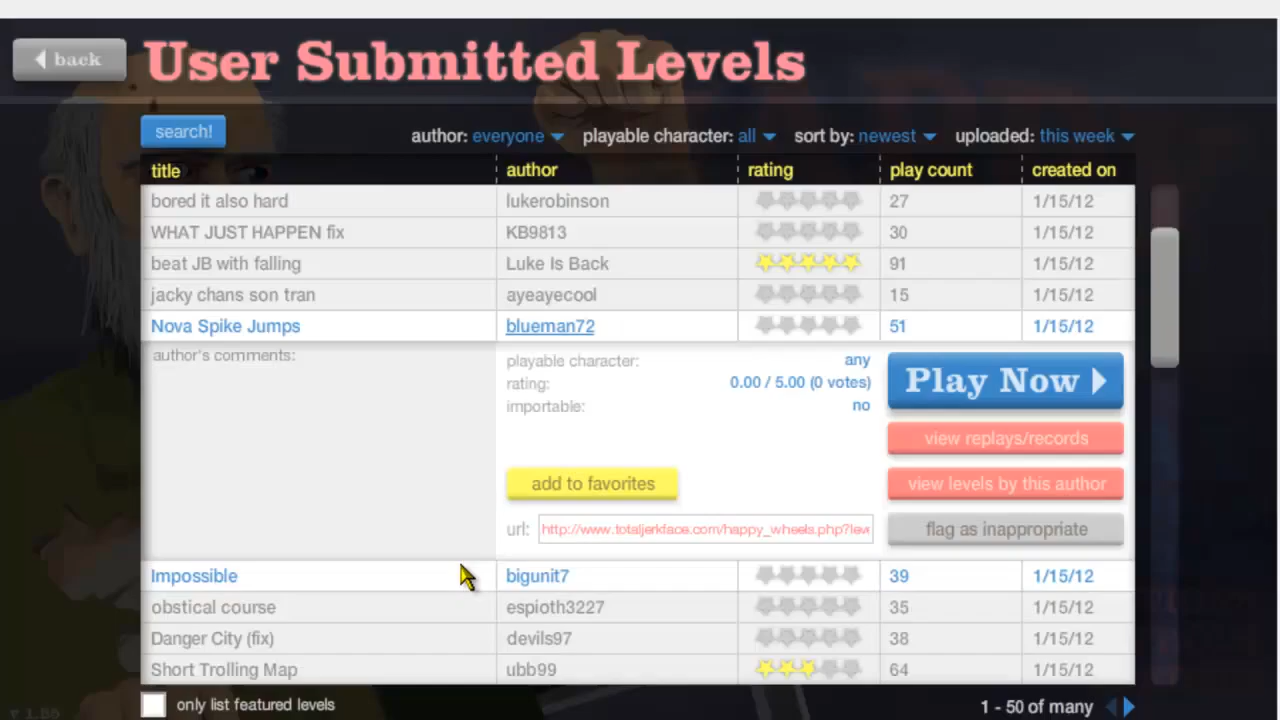 back
User Submitted Levels
search!
author: everyone playable character: all sort by: newest uploaded: this week
title author rating play count created on
bored it also hard lukerobinson 27 1/15/12
WHAT JUST HAPPEN fix KB9813 30 1/15/12
beat JB with falling Luke Is Back 91 1/15/12
jacky chans son tran ayeayecool 15 1/15/12
Nova Spike Jumps blueman72 51 1/15/12
author's comments:
playable character: any
rating: 0.00 / 5.00 (0 votes)
importable: no
Play Now
view replays/records
add to favorites
view levels by this author
url: http://www.totaljerkface.com/happy_wheels.php?leve
flag as inappropriate
Impossible bigunit7 39 1/15/12
obstical course espioth3227 35 1/15/12
Danger City (fix) devils97 38 1/15/12
Short Trolling Map ubb99 64 1/15/12
only list featured levels
1 - 50 of many